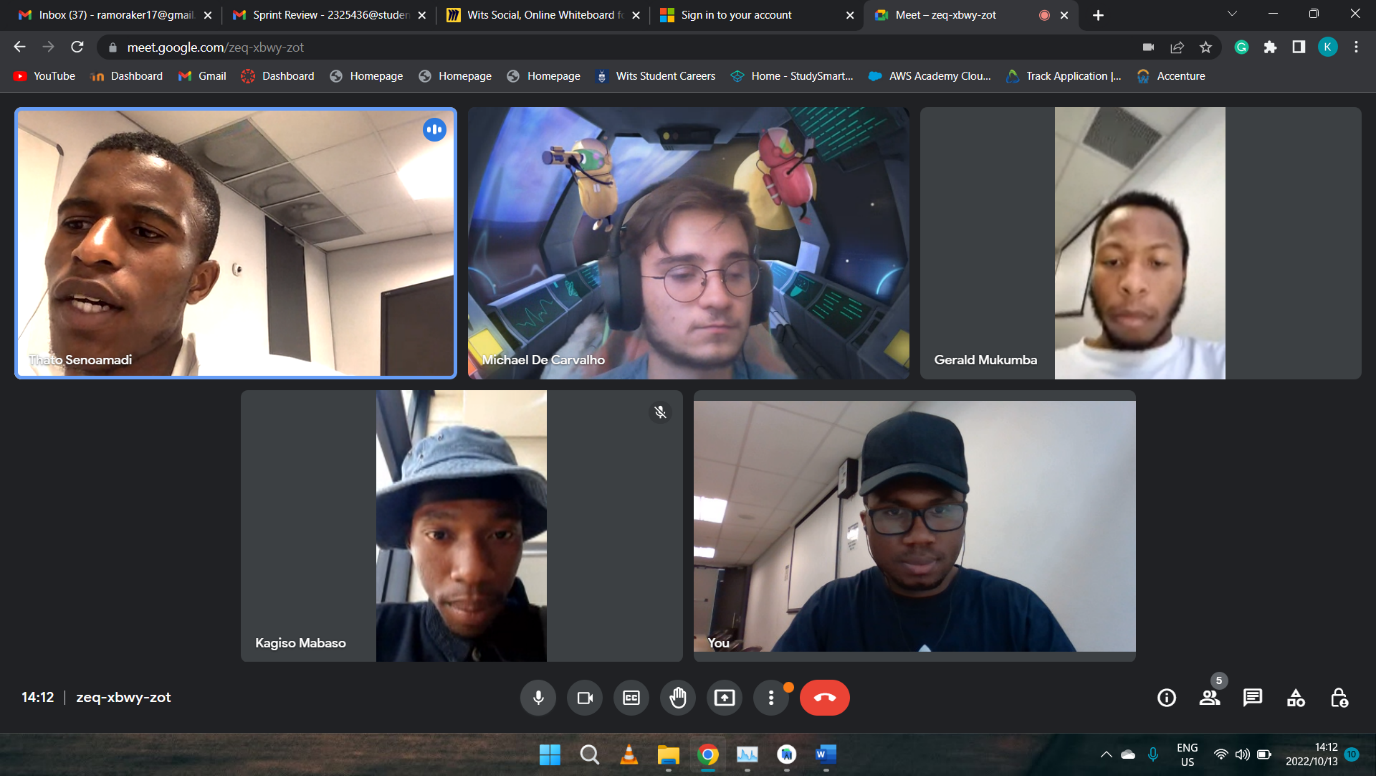 Inbox (37) - ramoraker17@gmail.
Sprint Review - 2325436@studen
Wits Social, Online Whiteboard fo
Sign in to your account
Meet – zeq-xbwy-zot
meet.google.com/zeq-xbwy-zot
K
YouTube
Dashboard
Gmail
Dashboard
Homepage
Homepage
Homepage
Wits Student Careers
Home - StudySmart...
AWS Academy Clou...
Track Application |...
Accenture
Thato Senoamadi
Michael De Carvalho
Gerald Mukumba
Kagiso Mabaso
You
14:12 | zeq-xbwy-zot
5
ENG
US
14:12
2022/10/13
10